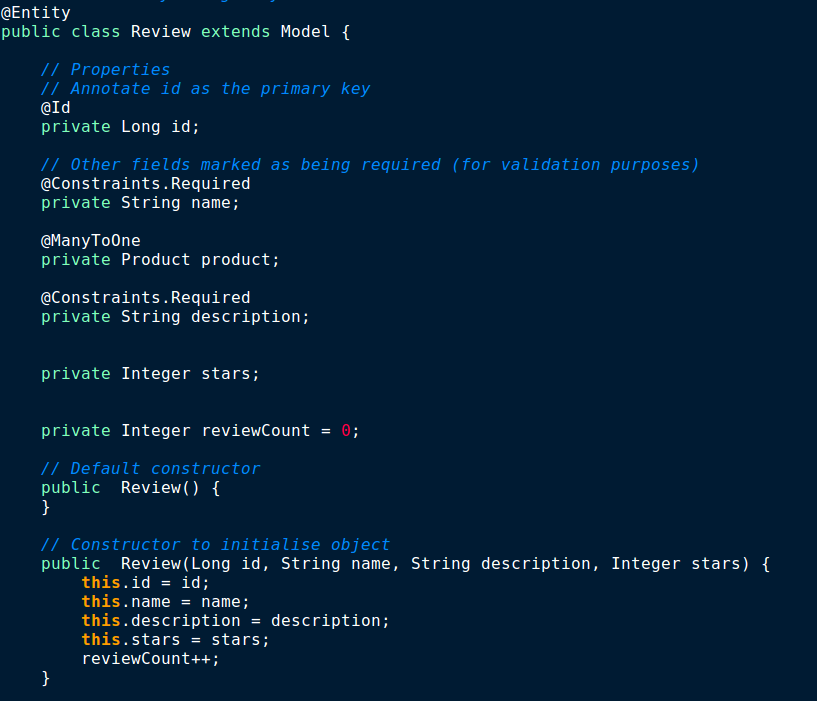 @Entity
public class Review extends Model {
// Properties
// Annotate id as the primary key
@Id
private Long id;
// Other fields marked as being required (for validation purposes)
@Constraints.Required
private String name;
@ManyToOne
private Product product;
@Constraints.Required
private String description;
private Integer stars;
private Integer reviewCount = 0;
// Default constructor
public  Review() {
}
// Constructor to initialise object
public  Review(Long id, String name, String description, Integer stars) {
this.id = id;
this.name = name;
this.description = description;
this.stars = stars;
reviewCount++;
}